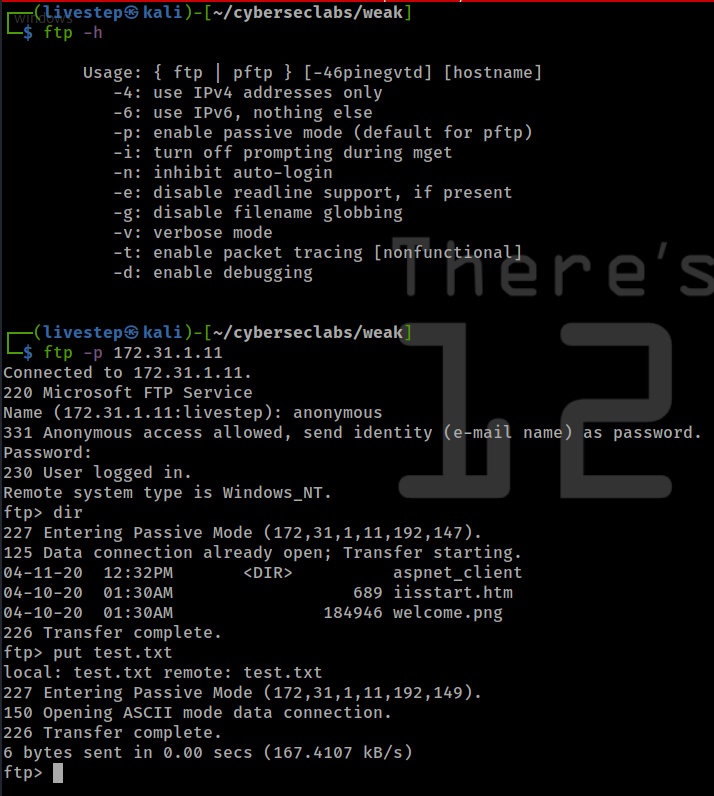 windows
┌──(livestep㉿kali)-[~/cyberseclabs/weak]
└─$ ftp -h
Usage: { ftp | pftp } [-46pinegvtd] [hostname]
-4: use IPv4 addresses only
-6: use IPv6, nothing else
-p: enable passive mode (default for pftp)
-i: turn off prompting during mget
-n: inhibit auto-login
-e: disable readline support, if present
-g: disable filename globbing
-v: verbose mode
-t: enable packet tracing [nonfunctional]
-d: enable debugging
There's
12
┌──(livestep㉿kali)-[~/cyberseclabs/weak]
└─$ ftp -p 172.31.1.11
Connected to 172.31.1.11.
220 Microsoft FTP Service
Name (172.31.1.11:livestep): anonymous
331 Anonymous access allowed, send identity (e-mail name) as password.
Password:
230 User logged in.
Remote system type is Windows_NT.
ftp> dir
227 Entering Passive Mode (172,31,1,11,192,147).
125 Data connection already open; Transfer starting.
04-11-20  12:32PM       <DIR>          aspnet_client
04-10-20  01:30AM                  689 iisstart.htm
04-10-20  01:30AM               184946 welcome.png
226 Transfer complete.
ftp> put test.txt
local: test.txt remote: test.txt
227 Entering Passive Mode (172,31,1,11,192,149).
150 Opening ASCII mode data connection.
226 Transfer complete.
6 bytes sent in 0.00 secs (167.4107 kB/s)
ftp>